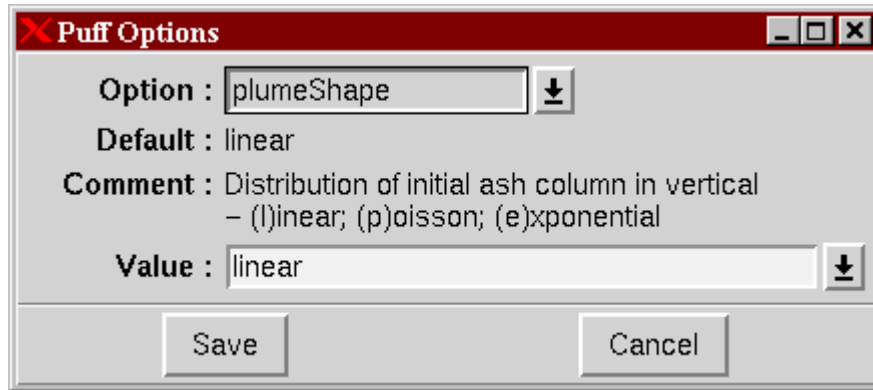 Puff Options
Option : plumeShape
Default : linear
Comment : Distribution of initial ash column in vertical
– (l)inear; (p)oisson; (e)xponential
Value : linear
Save Cancel